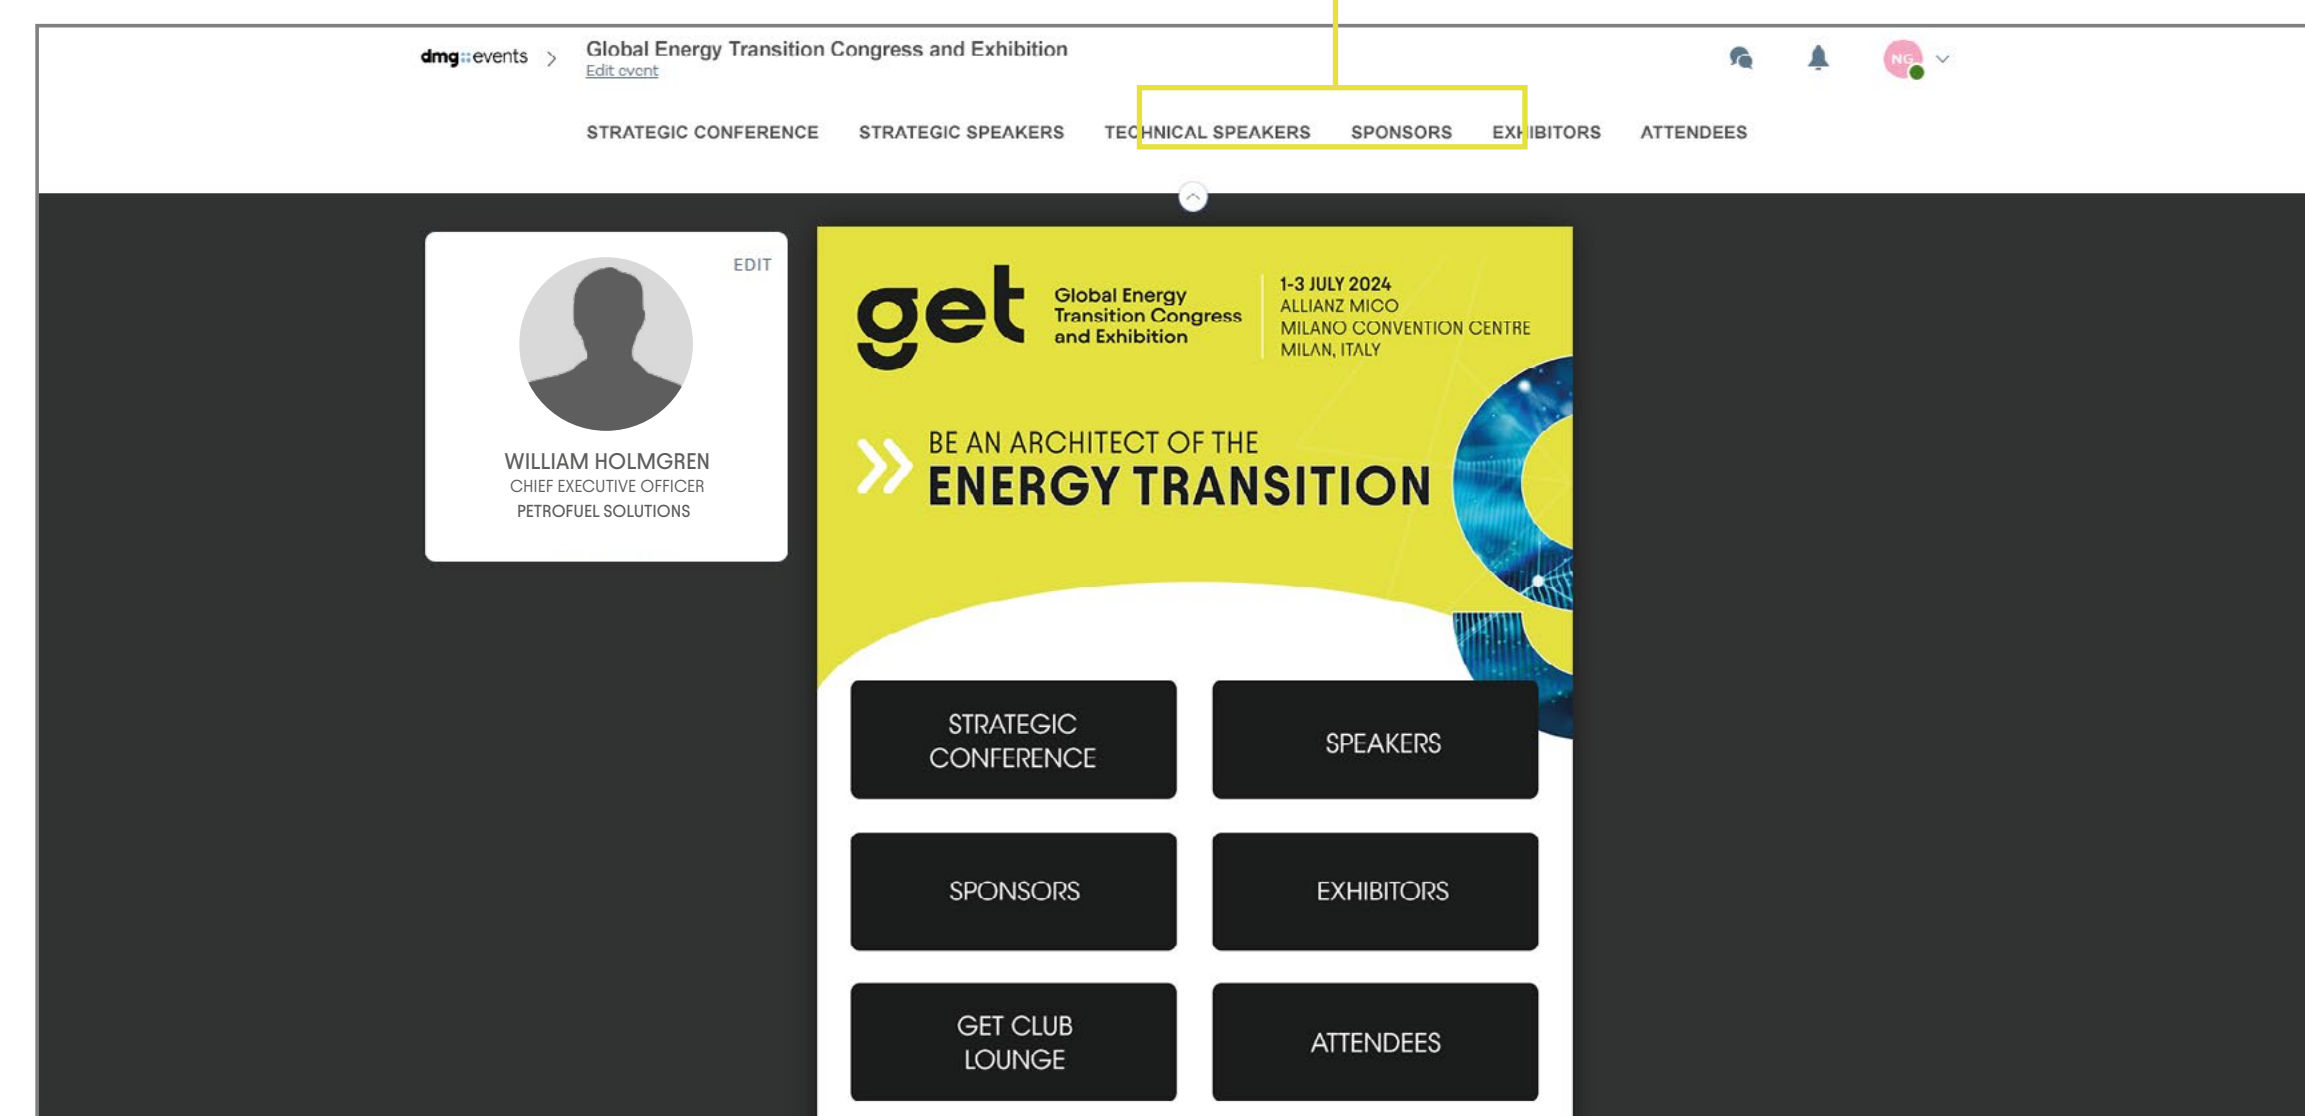 dmg::events > Global Energy Transition Congress and Exhibition
Edit event
NG
STRATEGIC CONFERENCE STRATEGIC SPEAKERS TECHNICAL SPEAKERS SPONSORS EXHIBITORS ATTENDEES
EDIT
WILLIAM HOLMGREN
CHIEF EXECUTIVE OFFICER
PETROFUEL SOLUTIONS
get
Global Energy
Transition Congress
and Exhibition
1-3 JULY 2024
ALLIANZ MICO
MILANO CONVENTION CENTRE
MILAN, ITALY
BE AN ARCHITECT OF THE
ENERGY TRANSITION
STRATEGIC
CONFERENCE
SPEAKERS
SPONSORS
EXHIBITORS
GET CLUB
LOUNGE
ATTENDEES